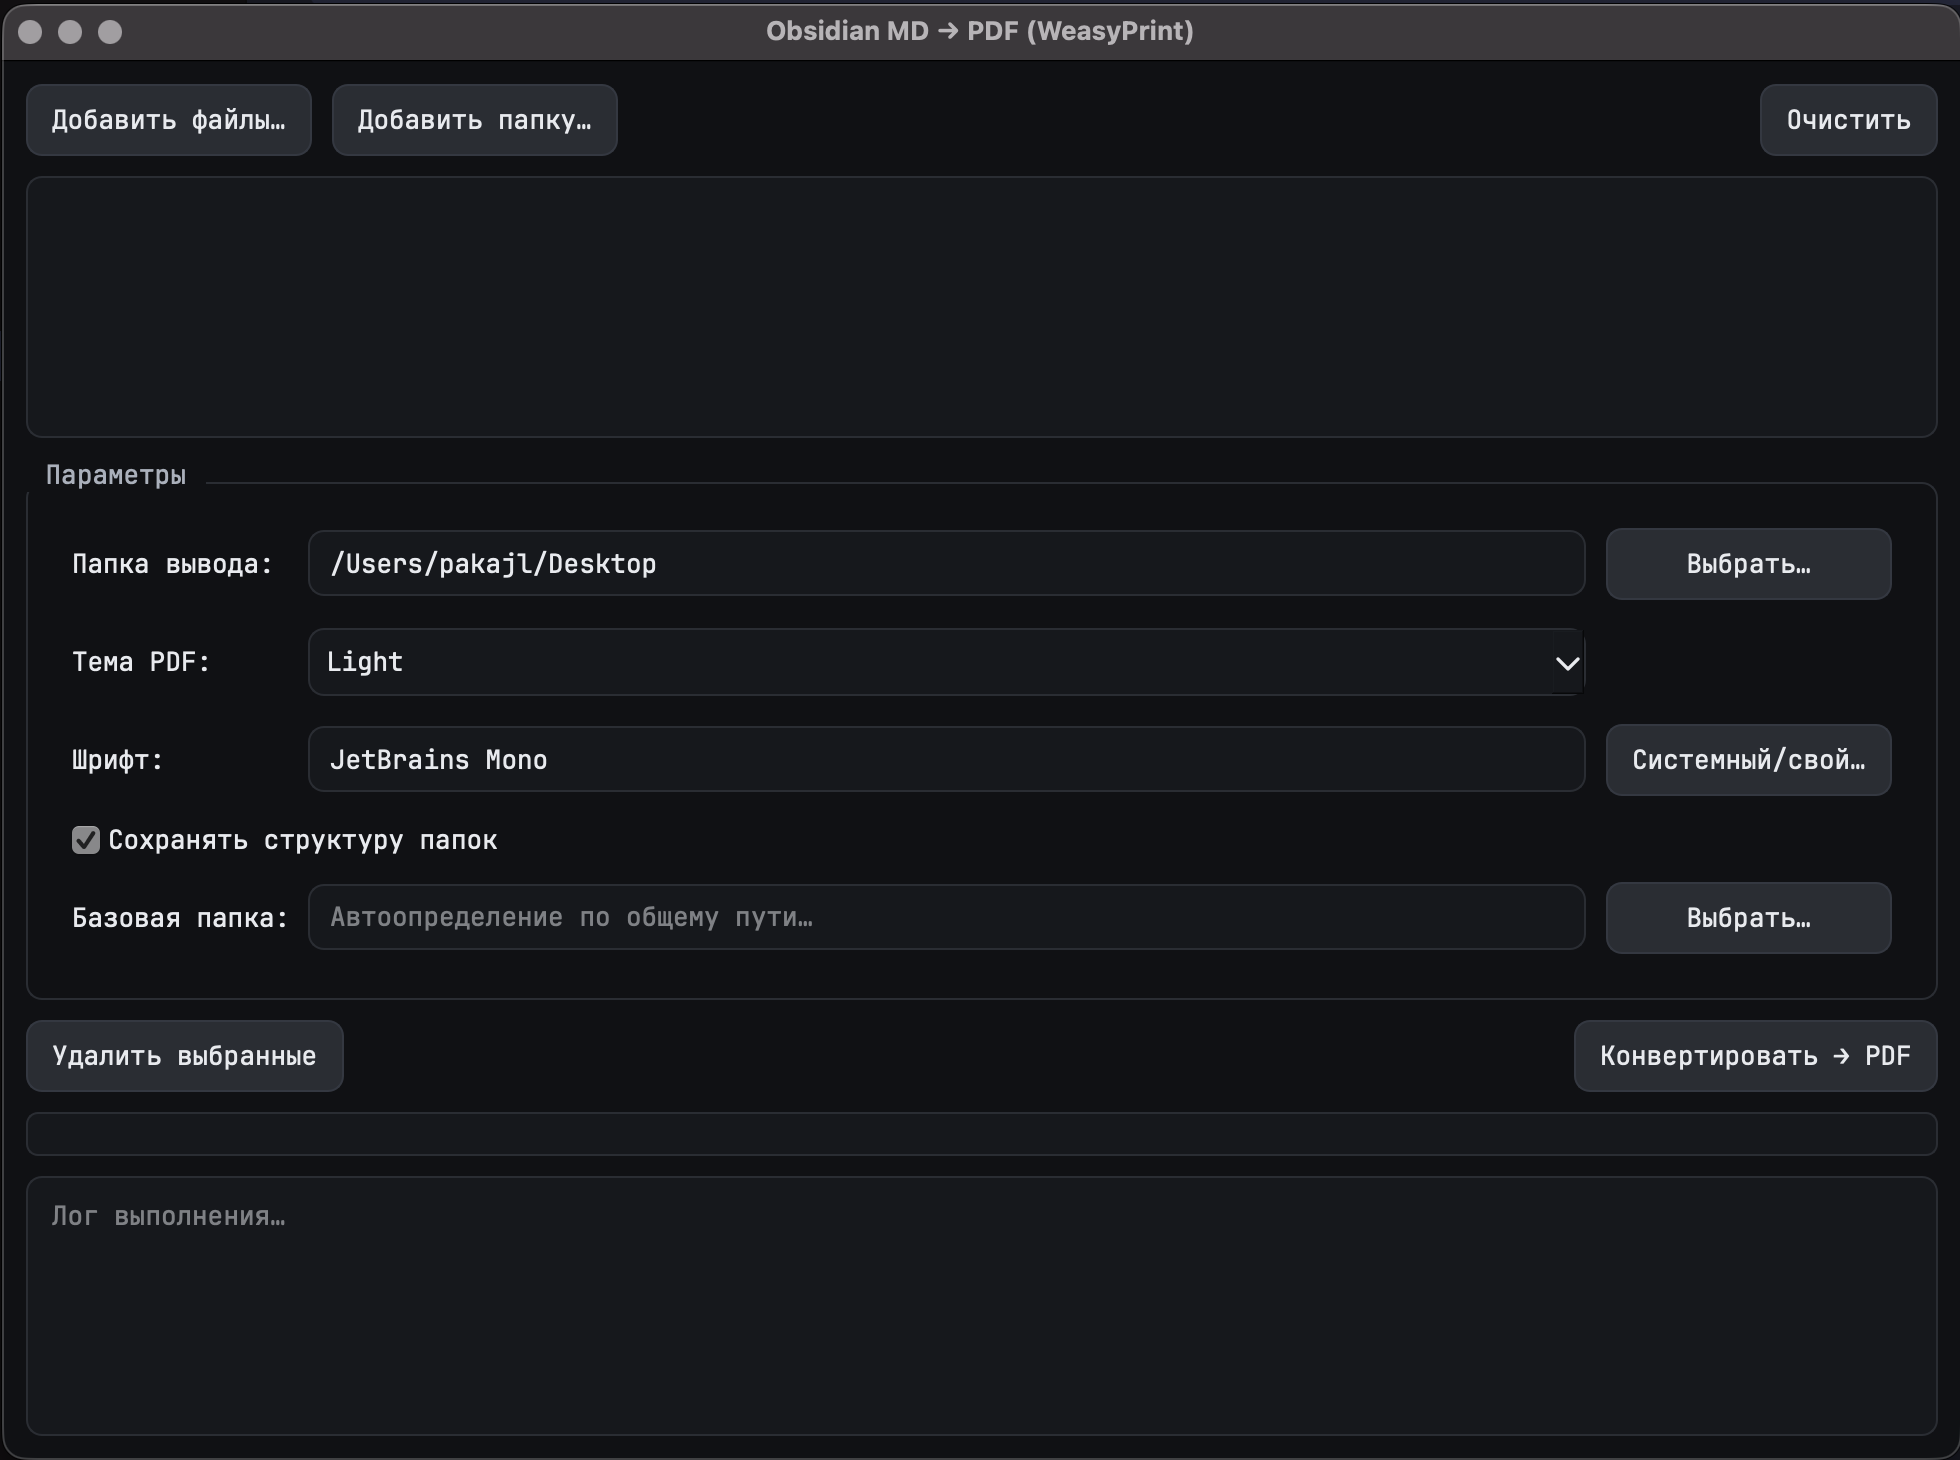 Obsidian MD → PDF (WeasyPrint)
Добавить файлы… Добавить папку… Очистить
Параметры
Папка вывода: /Users/pakajl/Desktop Выбрать…
Тема PDF: Light
Шрифт: JetBrains Mono Системный/свой…
Сохранять структуру папок
Базовая папка: Автоопределение по общему пути… Выбрать…
Удалить выбранные Конвертировать → PDF
Лог выполнения…